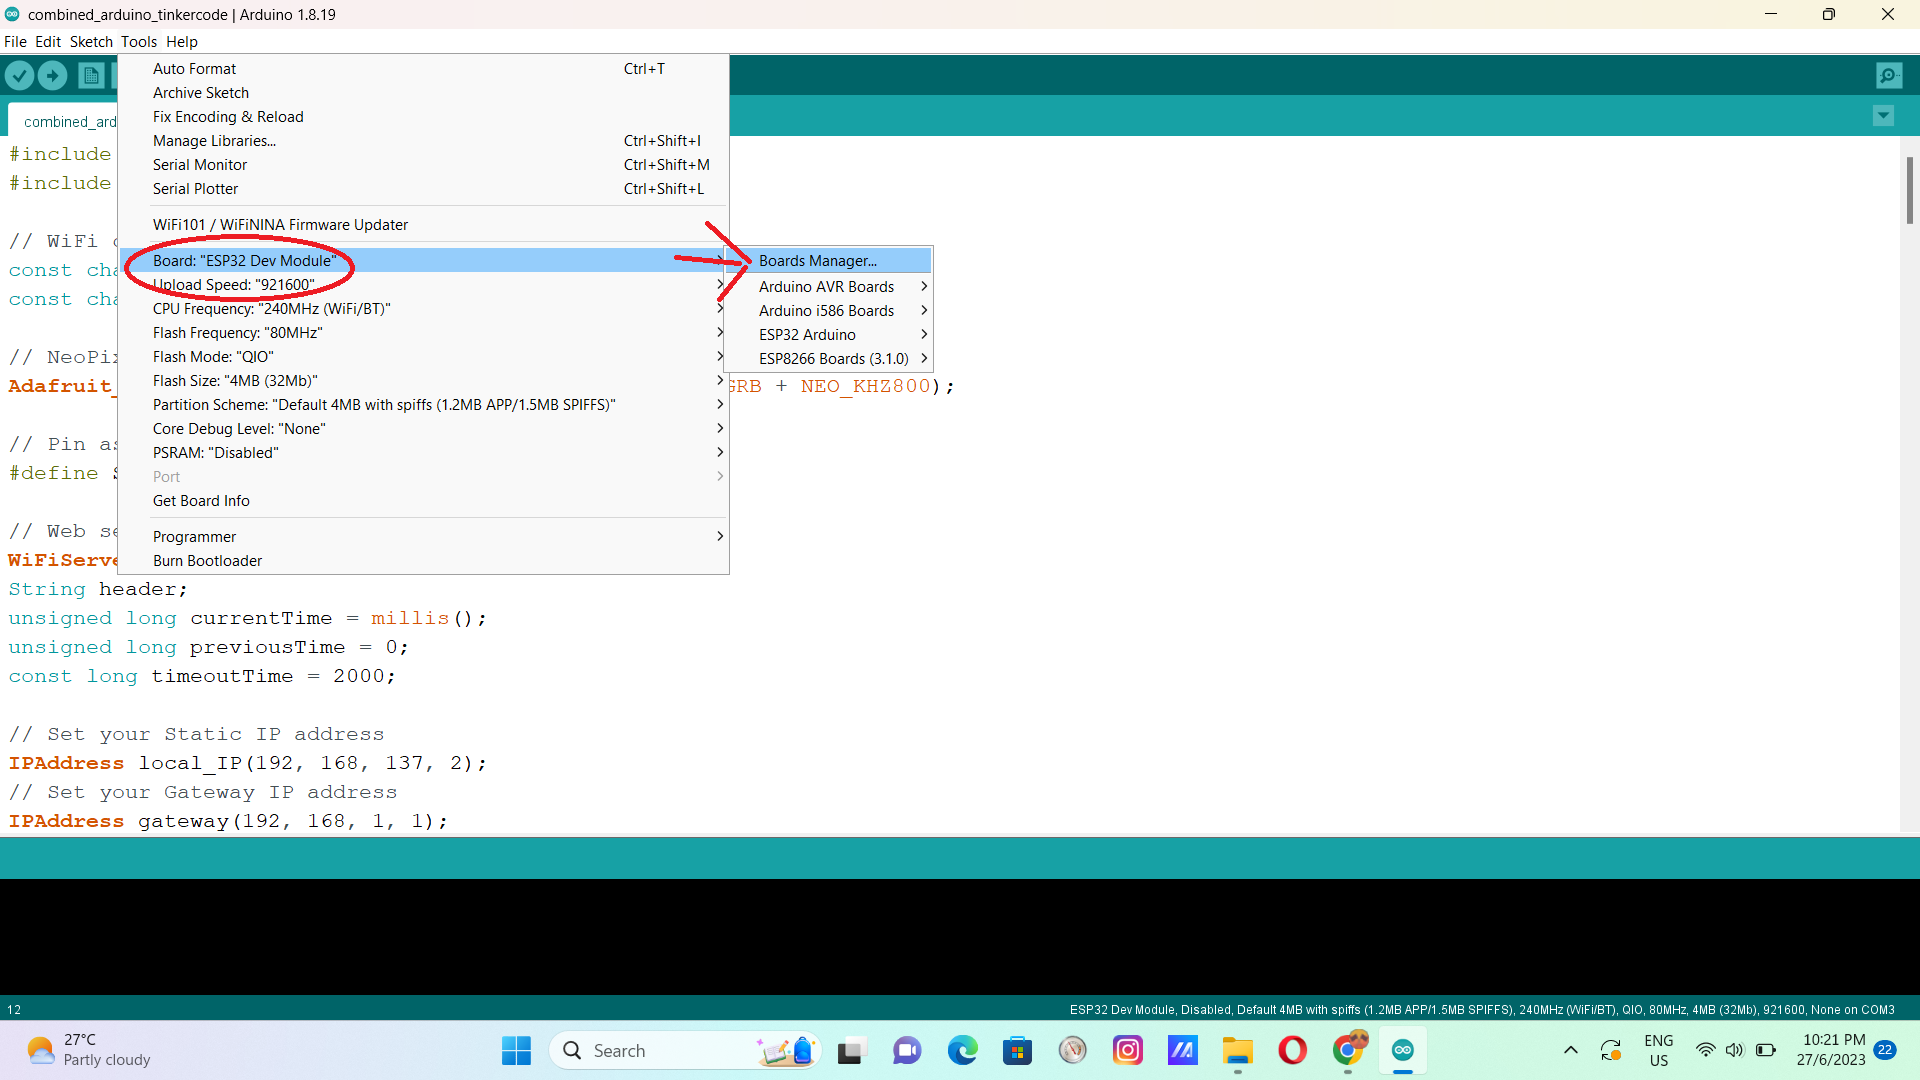 combined_arduino_tinkercode | Arduino 1.8.19
File Edit Sketch Tools Help
combined_ard
Auto Format Ctrl+T
Archive Sketch
Fix Encoding & Reload
Manage Libraries... Ctrl+Shift+I
Serial Monitor Ctrl+Shift+M
Serial Plotter Ctrl+Shift+L
WiFi101 / WiFiNINA Firmware Updater
Board: "ESP32 Dev Module"
Upload Speed: "921600"
CPU Frequency: "240MHz (WiFi/BT)"
Flash Frequency: "80MHz"
Flash Mode: "QIO"
Flash Size: "4MB (32Mb)"
Partition Scheme: "Default 4MB with spiffs (1.2MB APP/1.5MB SPIFFS)"
Core Debug Level: "None"
PSRAM: "Disabled"
Port
Get Board Info
Programmer
Burn Bootloader
Boards Manager...
Arduino AVR Boards
Arduino i586 Boards
ESP32 Arduino
ESP8266 Boards (3.1.0)
#include
#include
// WiFi
const cha
const cha
// NeoPix
Adafruit_ GRB + NEO_KHZ800);
// Pin as
#define
// Web se
WiFiServe
String header;
unsigned long currentTime = millis();
unsigned long previousTime = 0;
const long timeoutTime = 2000;
// Set your Static IP address
IPAddress local_IP(192, 168, 137, 2);
// Set your Gateway IP address
IPAddress gateway(192, 168, 1, 1);
12
ESP32 Dev Module, Disabled, Default 4MB with spiffs (1.2MB APP/1.5MB SPIFFS), 240MHz (WiFi/BT), QIO, 80MHz, 4MB (32Mb), 921600, None on COM3
27°C
Partly cloudy
Search
ENG
US
10:21 PM
27/6/2023
22